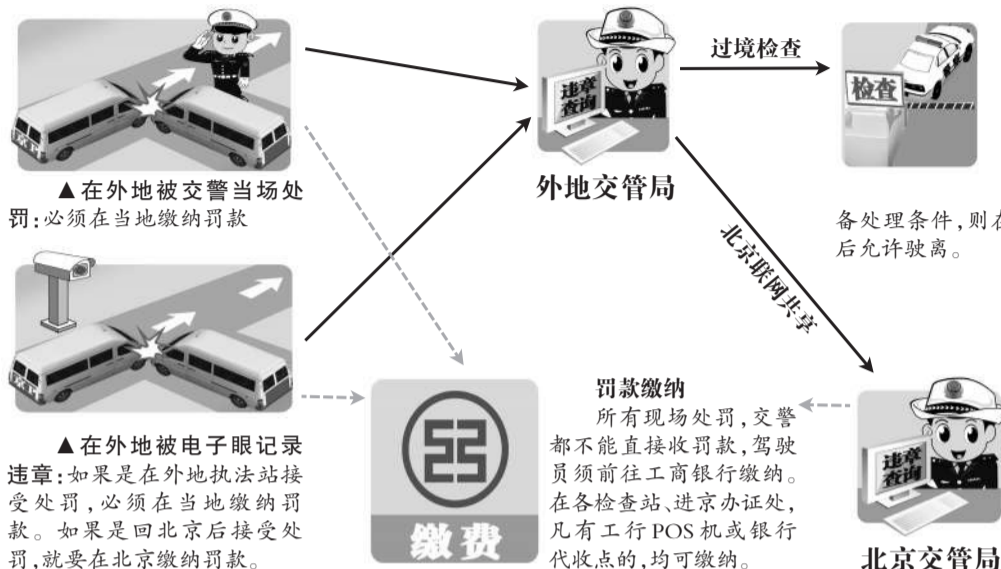 ▲在外地被交警当场处
罚:必须在当地缴纳罚款
▲在外地被电子眼记录
违章:如果是在外地执法站接
受处罚,必须在当地缴纳罚
款。如果是回北京后接受处
罚,就要在北京缴纳罚款。
违章
查询
外地交管局
过境检查
检查
备处理条件,则在
后允许驶离。
北京联网共享
缴费
罚款缴纳
所有现场处罚,交警
都不能直接收罚款,驾驶
员须前往工商银行缴纳。
在各检查站、进京办证处,
凡有工行POS机或银行
代收点的,均可缴纳。
违章
查询
北京交管局